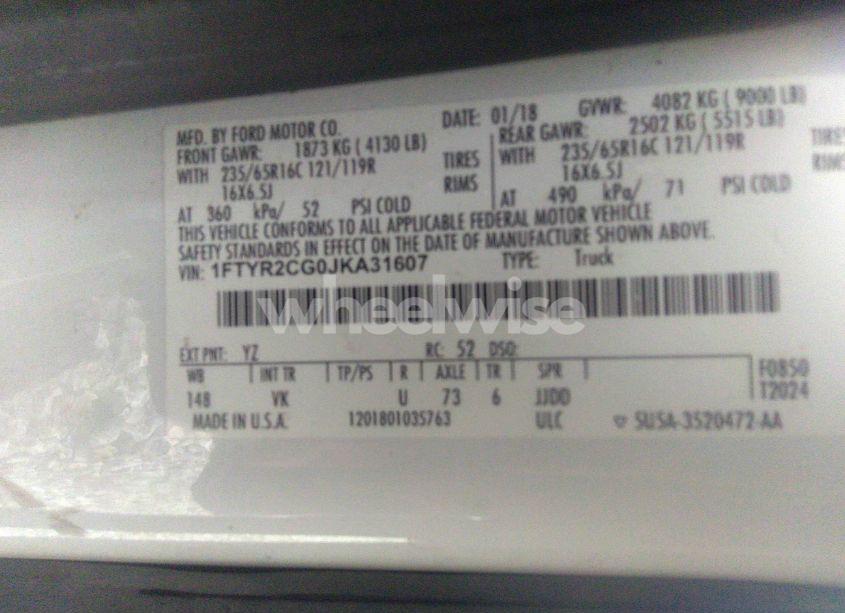 MFD. BY FORD MOTOR CO.
DATE: 01/18
GVWR: 4082 KG ( 9000 LB)
FRONT GAWR: 1873 KG ( 4130 LB)
REAR GAWR: 2502 KG ( 5515 LB)
WITH 235/65R16C 121/119R TIRES
WITH 235/65R16C 121/119R TIRES
16X6.5J RIMS
16X6.5J RIMS
AT 360 kPa/ 52 PSI COLD
AT 490 kPa/ 71 PSI COLD
THIS VEHICLE CONFORMS TO ALL APPLICABLE FEDERAL MOTOR VEHICLE
SAFETY STANDARDS IN EFFECT ON THE DATE OF MANUFACTURE SHOWN ABOVE.
VIN: 1FTYR2CG0JKA31607 TYPE: Truck
wheelwise
EXT PNT: YZ RC: 52 DSO:
WB INT TR TP/PS R AXLE TR SPR F0850
148 VK U 73 6 JJDD T2024
MADE IN U.S.A. 1201801035763 ULC SU5A-3520472-AA